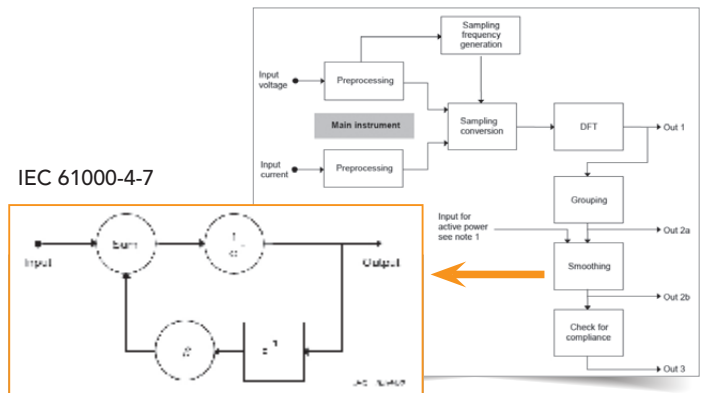 Sampling
frequency
generation
Input
voltage
Preprocessing
Main instrument
Sampling
conversion
DFT
Out 1
Input
current
Preprocessing
IEC 61000-4-7
Grouping
Input for
active power
see note 1
Out 2a
Smoothing
Out 2b
Check for
compliance
Out 3
Input
Sum
Output